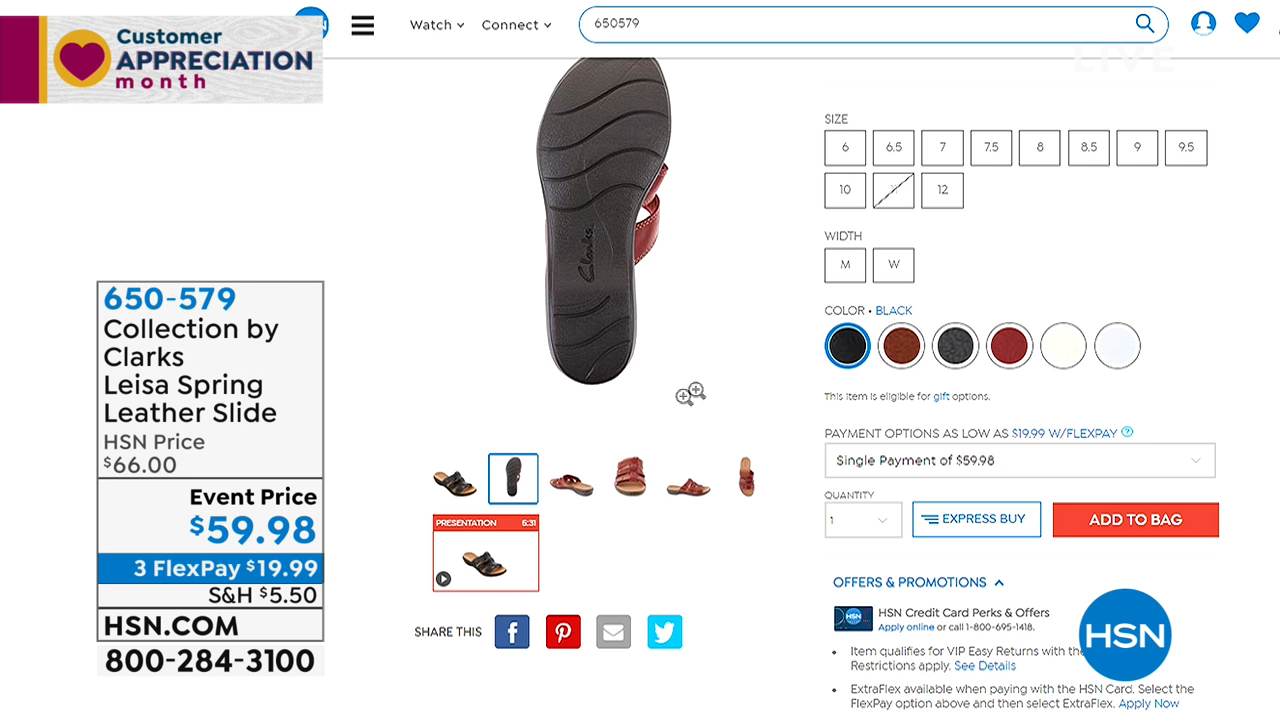 Customer
APPRECIATION
month
Watch
Connect
650579
LIVE
SIZE
6 6.5 7 7.5 8 8.5 9 9.5
10 12
WIDTH
M W
COLOR • BLACK
This item is eligible for gift options.
PAYMENT OPTIONS AS LOW AS $19.99 W/FLEXPAY ?
Single Payment of $59.98
QUANTITY
1
EXPRESS BUY
ADD TO BAG
OFFERS & PROMOTIONS
HSN
HSN Credit Card Perks & Offers
Apply online or call 1-800-695-1418.
• Item qualifies for VIP Easy Returns with the
Restrictions apply. See Details
• ExtraFlex available when paying with the HSN Card. Select the
FlexPay option above and then select ExtraFlex. Apply Now
HSN
Clarks
PRESENTATION 6:31
SHARE THIS
650-579
Collection by
Clarks
Leisa Spring
Leather Slide
HSN Price
$66.00
Event Price
$59.98
3 FlexPay $19.99
S&H $5.50
HSN.COM
800-284-3100